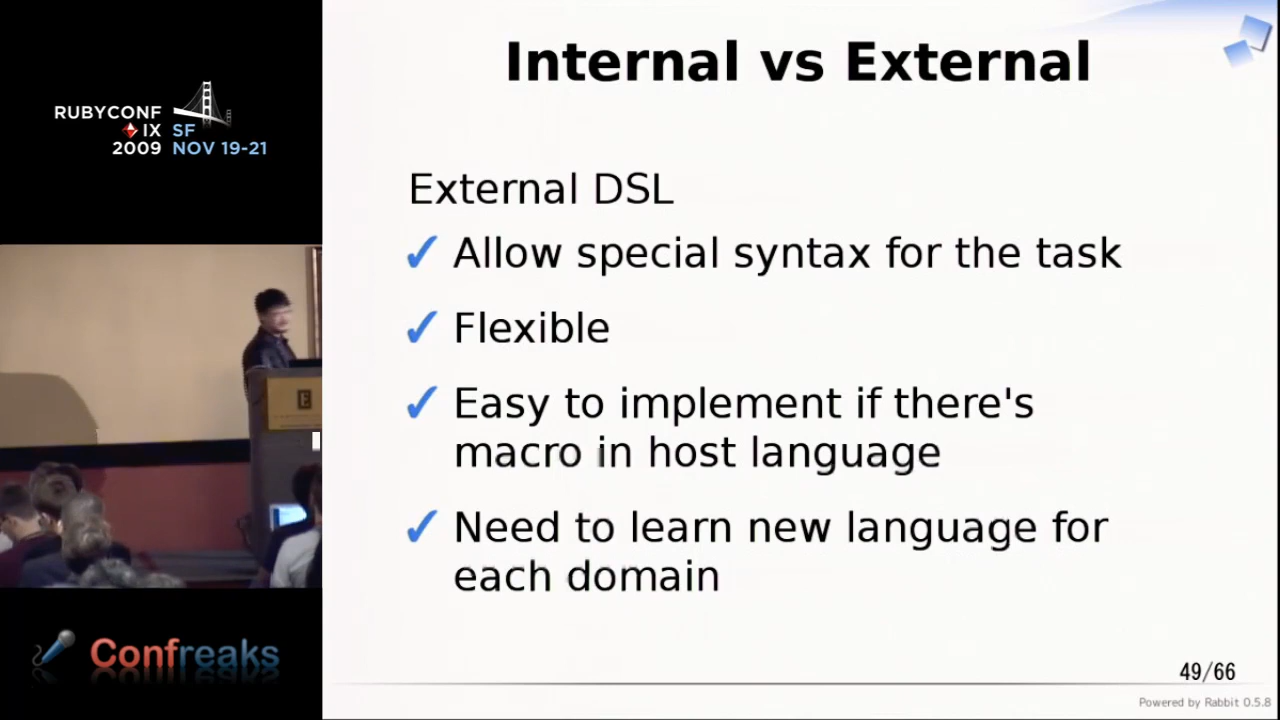 RUBYCONF
IX SF
2009 NOV 19-21
Confreaks
Internal vs External
External DSL
✓ Allow special syntax for the task
✓ Flexible
✓ Easy to implement if there's
macro in host language
✓ Need to learn new language for
each domain
49/66
Powered by Rabbit 0.5.8
E